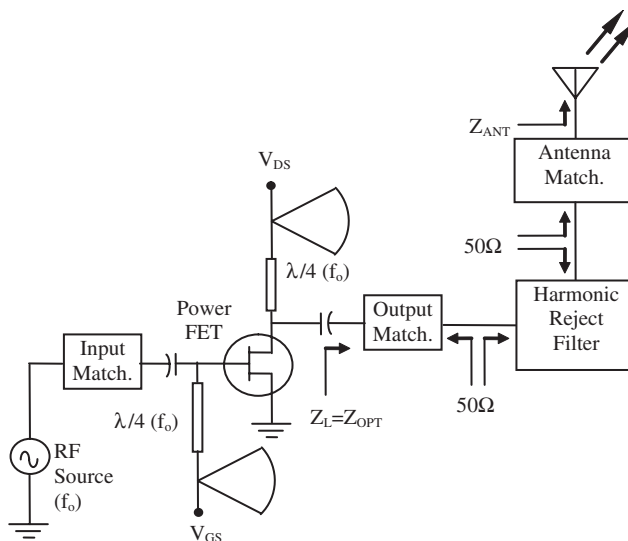 Z_ANT
Antenna
Match.
V_DS
50Ω
λ/4 (f_o)
Power
FET
Output
Match.
Harmonic
Reject
Filter
Input
Match.
λ/4 (f_o)
Z_L=Z_OPT
50Ω
RF
Source
(f_o)
V_GS